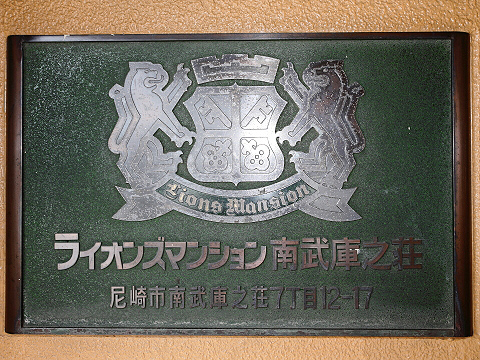 Lions Mansion
ライオンズマンション南武庫之荘
尼崎市南武庫之荘7丁目12-17